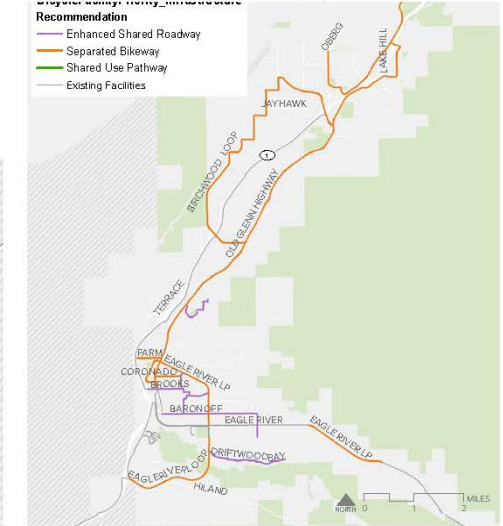 Recommendation
Enhanced Shared Roadway
Separated Bikeway
Shared Use Pathway
Existing Facilities
OBERG
LAKE HILL
JAYHAWK
1
BIRCHWOOD LOOP
OLD GLENN HIGHWAY
TERRACE
FARM
EAGLE RIVER LP
CORONADO
BROOKS
BARONOFF
EAGLE RIVER
EAGLE RIVER LP
DRIFTWOOD BAY
EAGLE RIVER LOOP
HILAND
MILES
NORTH
0 1 2